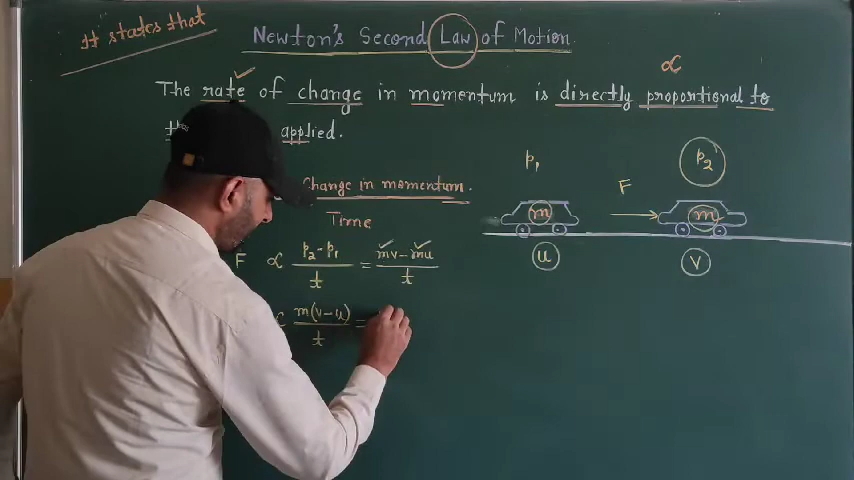 It states that
Newton's Second Law of Motion
∝
The rate of change in momentum is directly proportional to
applied.
p₁
p₂
Change in momentum.
F
Time
m
m
F ∝ p₂-p₁/t = mv-mu/t
u
v
m(v-u)/t =